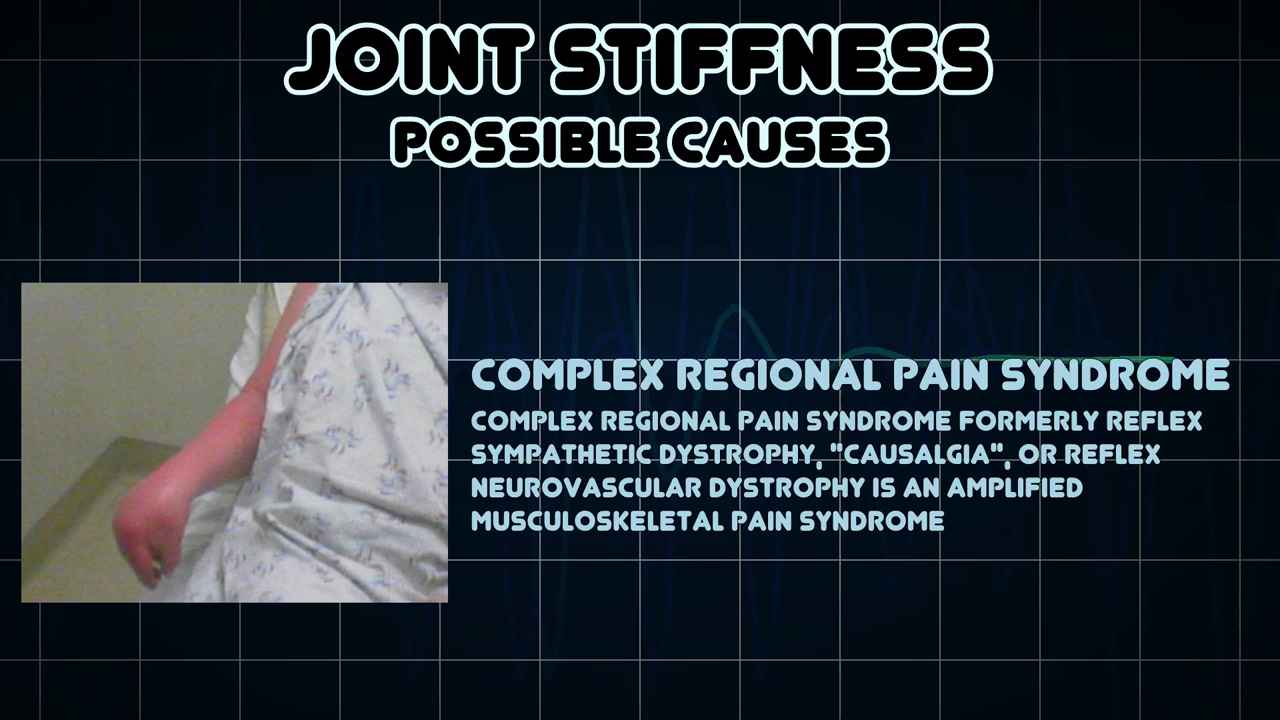 JOINT STIFFNESS
POSSIBLE CAUSES
COMPLEX REGIONAL PAIN SYNDROME
COMPLEX REGIONAL PAIN SYNDROME FORMERLY REFLEX
SYMPATHETIC DYSTROPHY, "CAUSALGIA", OR REFLEX
NEUROVASCULAR DYSTROPHY IS AN AMPLIFIED
MUSCULOSKELETAL PAIN SYNDROME